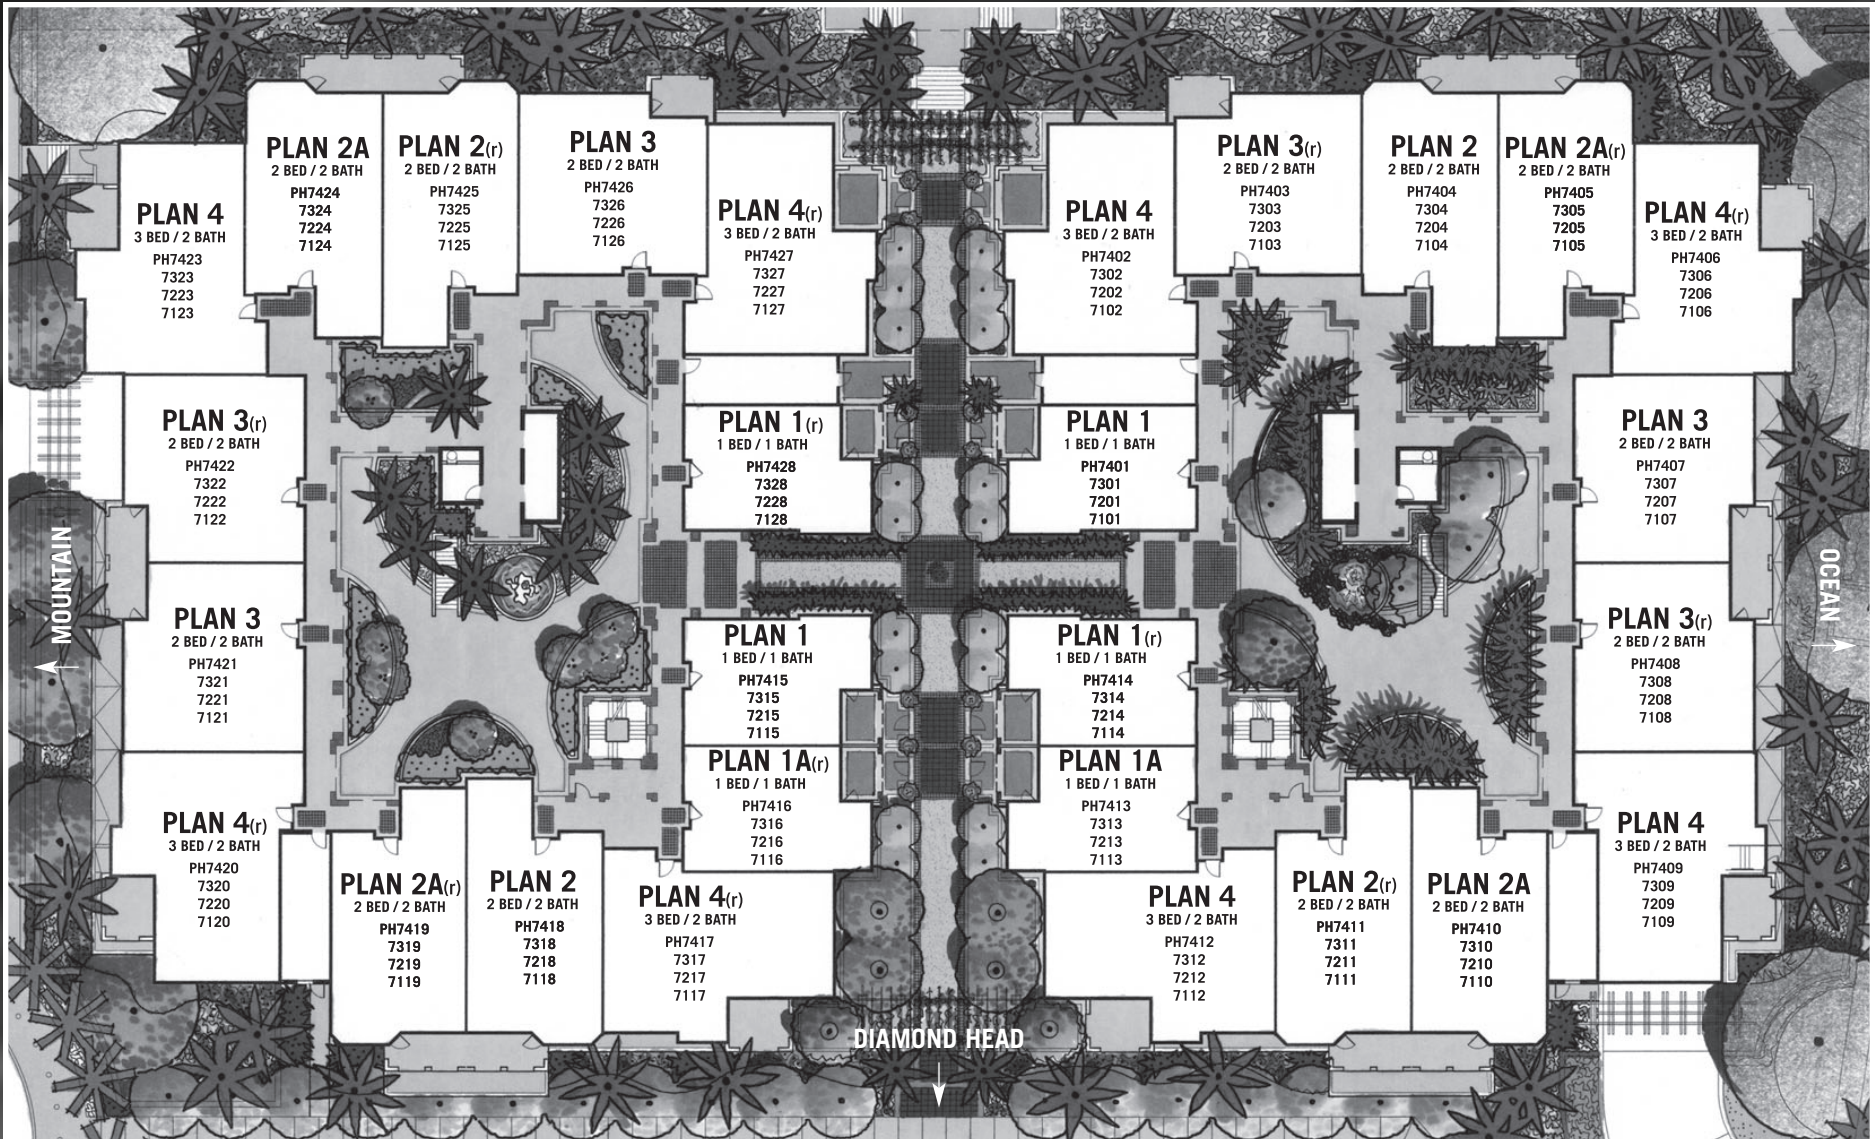 PLAN 2A
2 BED / 2 BATH
PH7424
7324
7224
7124
PLAN 2(r)
2 BED / 2 BATH
PH7425
7325
7225
7125
PLAN 3
2 BED / 2 BATH
PH7426
7326
7226
7126
PLAN 4
3 BED / 2 BATH
PH7423
7323
7223
7123
PLAN 4(r)
3 BED / 2 BATH
PH7427
7327
7227
7127
PLAN 4
3 BED / 2 BATH
PH7402
7302
7202
7102
PLAN 3(r)
2 BED / 2 BATH
PH7403
7303
7203
7103
PLAN 2
2 BED / 2 BATH
PH7404
7304
7204
7104
PLAN 2A(r)
2 BED / 2 BATH
PH7405
7305
7205
7105
PLAN 4(r)
3 BED / 2 BATH
PH7406
7306
7206
7106
PLAN 3(r)
2 BED / 2 BATH
PH7422
7322
7222
7122
PLAN 1(r)
1 BED / 1 BATH
PH7428
7328
7228
7128
PLAN 1
1 BED / 1 BATH
PH7401
7301
7201
7101
PLAN 3
2 BED / 2 BATH
PH7407
7307
7207
7107
MOUNTAIN
OCEAN
PLAN 3
2 BED / 2 BATH
PH7421
7321
7221
7121
PLAN 1
1 BED / 1 BATH
PH7415
7315
7215
7115
PLAN 1(r)
1 BED / 1 BATH
PH7414
7314
7214
7114
PLAN 3(r)
2 BED / 2 BATH
PH7408
7308
7208
7108
PLAN 1A(r)
1 BED / 1 BATH
PH7416
7316
7216
7116
PLAN 1A
1 BED / 1 BATH
PH7413
7313
7213
7113
PLAN 4(r)
3 BED / 2 BATH
PH7420
7320
7220
7120
PLAN 2A(r)
2 BED / 2 BATH
PH7419
7319
7219
7119
PLAN 2
2 BED / 2 BATH
PH7418
7318
7218
7118
PLAN 4(r)
3 BED / 2 BATH
PH7417
7317
7217
7117
PLAN 4
3 BED / 2 BATH
PH7412
7312
7212
7112
PLAN 2(r)
2 BED / 2 BATH
PH7411
7311
7211
7111
PLAN 2A
2 BED / 2 BATH
PH7410
7310
7210
7110
PLAN 4
3 BED / 2 BATH
PH7409
7309
7209
7109
DIAMOND HEAD